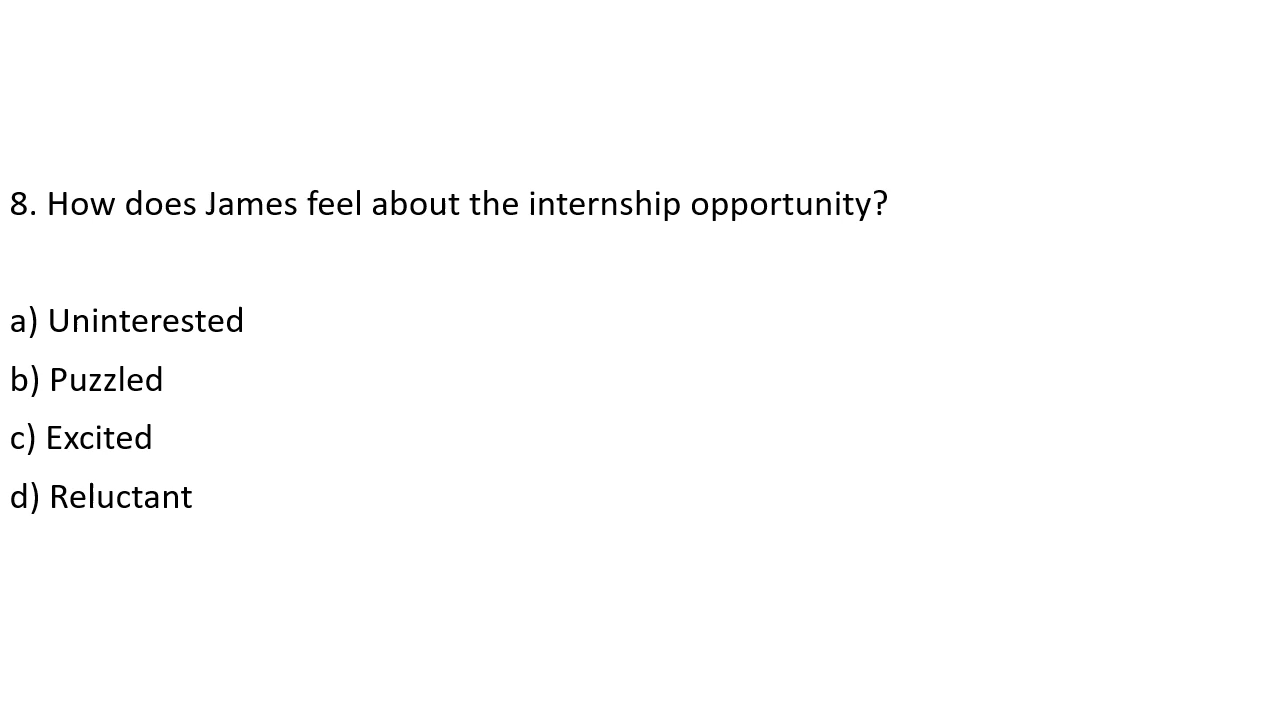 8. How does James feel about the internship opportunity?
a) Uninterested
b) Puzzled
c) Excited
d) Reluctant